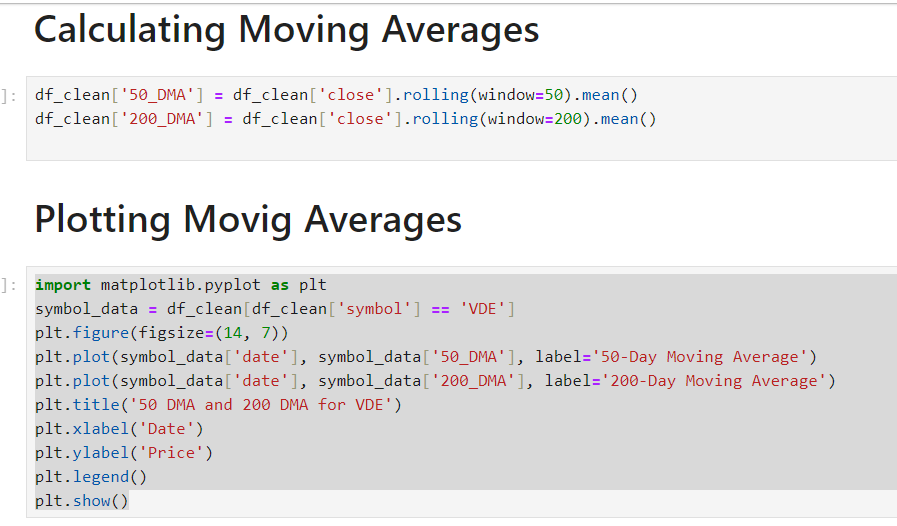 Calculating Moving Averages
]: df_clean['50_DMA'] = df_clean['close'].rolling(window=50).mean()
df_clean['200_DMA'] = df_clean['close'].rolling(window=200).mean()
Plotting Movig Averages
]: import matplotlib.pyplot as plt
symbol_data = df_clean[df_clean['symbol'] == 'VDE']
plt.figure(figsize=(14, 7))
plt.plot(symbol_data['date'], symbol_data['50_DMA'], label='50-Day Moving Average')
plt.plot(symbol_data['date'], symbol_data['200_DMA'], label='200-Day Moving Average')
plt.title('50 DMA and 200 DMA for VDE')
plt.xlabel('Date')
plt.ylabel('Price')
plt.legend()
plt.show()